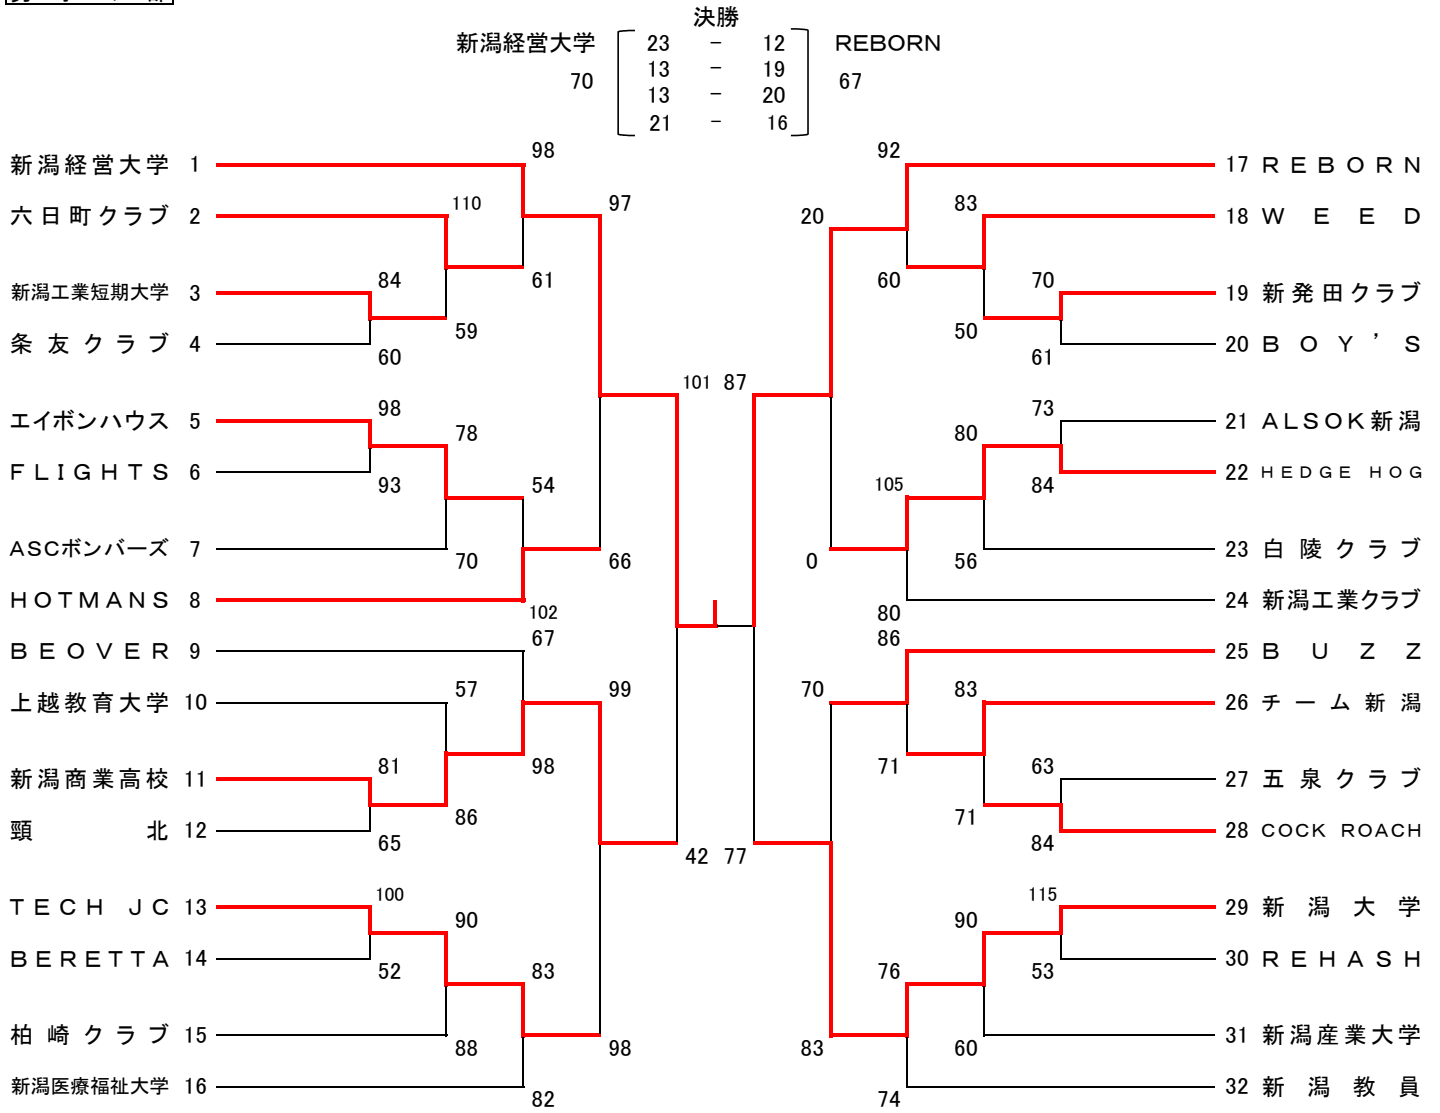 決勝
新潟経営大学 23 － 12 REBORN
13 － 19
70 67
13 － 20
21 － 16
98 92
新潟経営大学 1 17 REBORN
110 97 20 83
六日町クラブ 2 18 WEED
84 61 60 70
新潟工業短期大学 3 19 新発田クラブ
59 50
条友クラブ 4 20 BOY'S
60 61
101 87
98 73
エイボンハウス 5 21 ALSOK新潟
78 80
FLIGHTS 6 22 HEDGE HOG
93 54 105 84
ASCボンバーズ 7 23 白陵クラブ
70 66 0 56
HOTMANS 8 24 新潟工業クラブ
102 80
67 86
BEOVER 9 25 BUZZ
57 99 70 83
上越教育大学 10 26 チーム新潟
81 98 71 63
新潟商業高校 11 27 五泉クラブ
86 71
頸北 12 28 COCK ROACH
65 84
42 77
100 115
TECH JC 13 29 新潟大学
90 90
BERETTA 14 30 REHASH
52 83 76 53
柏崎クラブ 15 31 新潟産業大学
88 98 83 60
新潟医療福祉大学 16 32 新潟教員
82 74